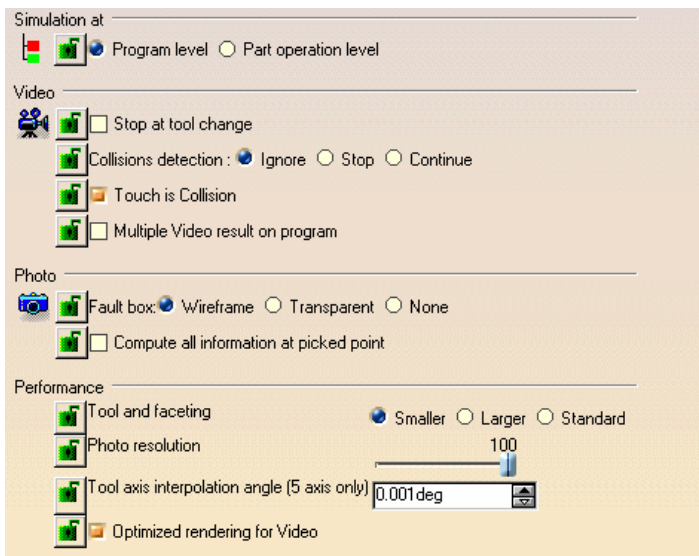 Simulation at
Program level Part operation level
Video
Stop at tool change
Collisions detection : Ignore Stop Continue
Touch is Collision
Multiple Video result on program
Photo
Fault box: Wireframe Transparent None
Compute all information at picked point
Performance
Tool and faceting Smaller Larger Standard
Photo resolution 100
Tool axis interpolation angle (5 axis only) 0.001deg
Optimized rendering for Video